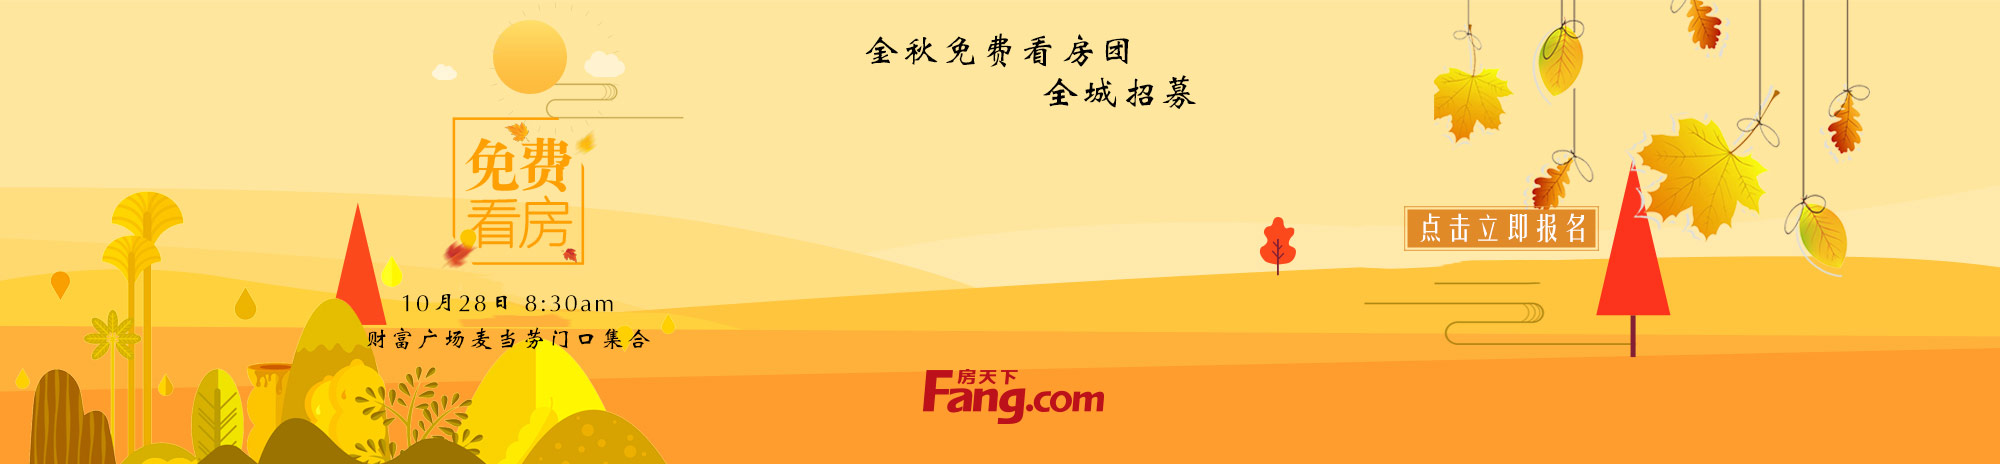 金秋免费看房团
全城招募
免费
看房
10月28日 8:30am
财富广场麦当劳门口集合
点击立即报名
房天下
Fang.com